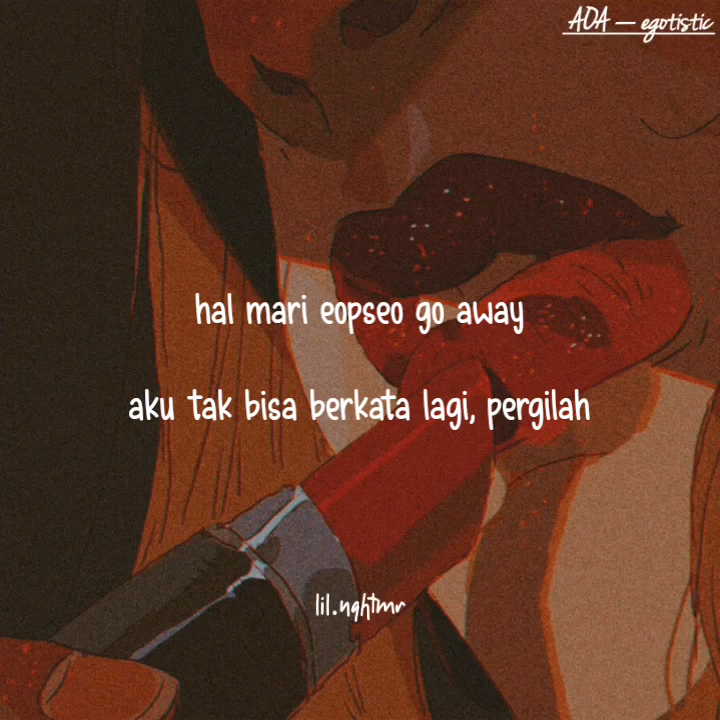 ADA — egotistic
hal mari eopseo go away
aku tak bisa berkata lagi, pergilah
lil.nghtmr